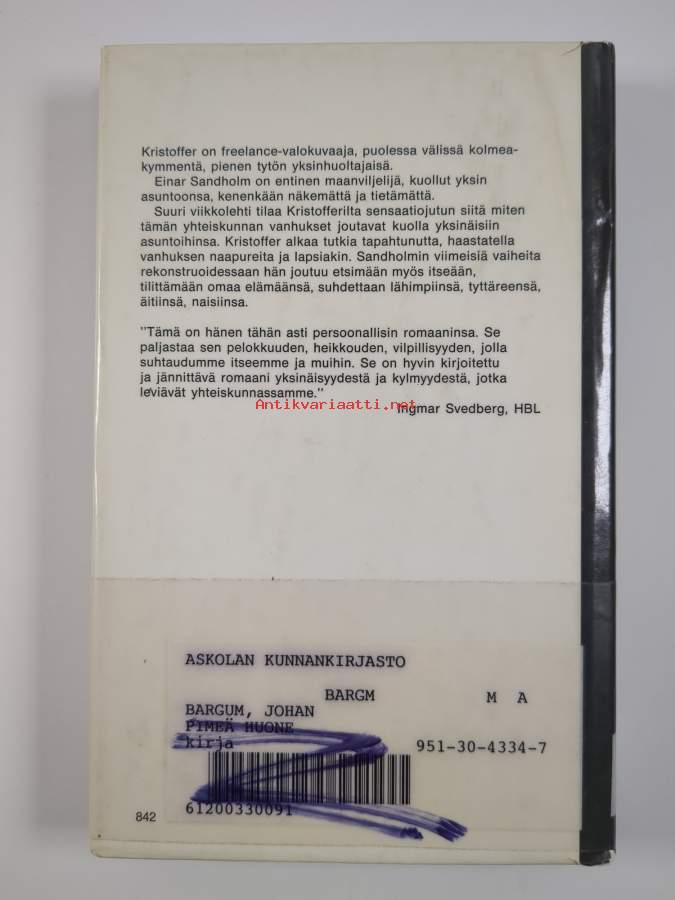 Kristoffer on freelance-valokuvaaja, puolessa välissä kolmea-
kymmentä, pienen tytön yksinhuoltajaisä.
Einar Sandholm on entinen maanviljelijä, kuollut yksin
asuntoonsa, kenenkään näkemättä ja tietämättä.
Suuri viikkolehti tilaa Kristofferilta sensaatiojutun siitä miten
tämän yhteiskunnan vanhukset joutavat kuolla yksinäisiin
asuntoihinsa. Kristoffer alkaa tutkia tapahtunutta, haastatella
vanhuksen naapureita ja lapsiakin. Sandholmin viimeisiä vaiheita
rekonstruoidessaan hän joutuu etsimään myös itseään,
tilittämään omaa elämäänsä, suhdettaan lähimpiinsä, tyttäreensä,
äitiinsä, naisiinsa.
"Tämä on hänen tähän asti persoonallisin romaaninsa. Se
paljastaa sen pelokkuuden, heikkouden, vilpillisyyden, jolla
suhtaudumme itseemme ja muihin. Se on hyvin kirjoitettu
ja jännittävä romaani yksinäisyydestä ja kylmyydestä, jotka
leviävät yhteiskunnassamme."
Antikvariaatti.net
Ingmar Svedberg, HBL
ASKOLAN KUNNANKIRJASTO
BARGM M A
BARGUM, JOHAN
PIMEÄ HUONE
kirja 951-30-4334-7
61200330091
842